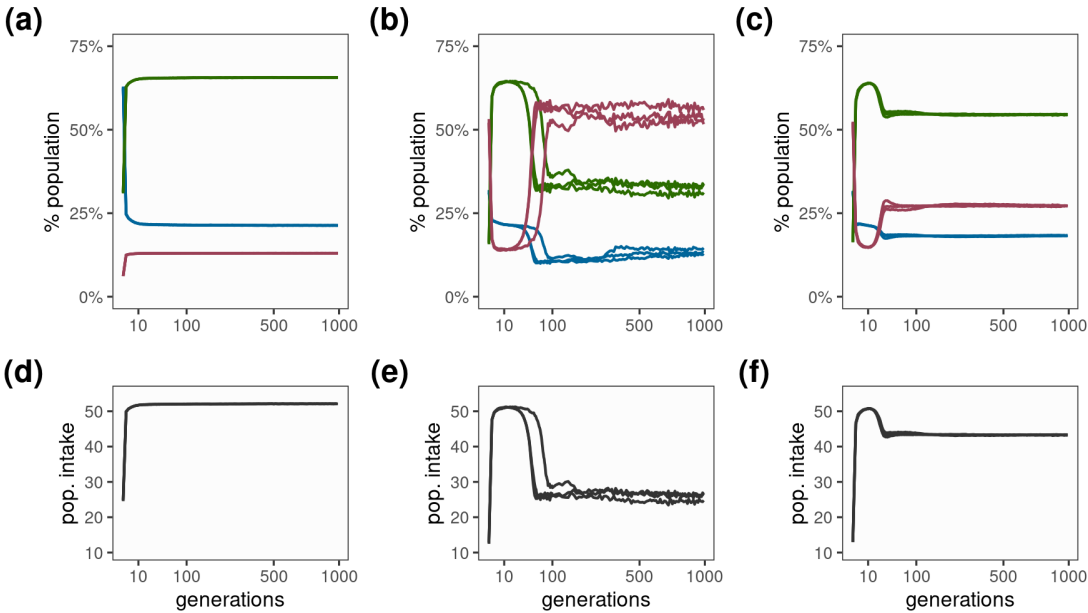 (a) (b) (c)
75% 75% 75%
50% 50% 50%
25% 25% 25%
0% 0% 0%
% population % population % population
10 100 500 1000 10 100 500 1000 10 100 500 1000
(d) (e) (f)
50 50 50
40 40 40
30 30 30
20 20 20
10 10 10
pop. intake pop. intake pop. intake
10 100 500 1000 10 100 500 1000 10 100 500 1000
generations generations generations